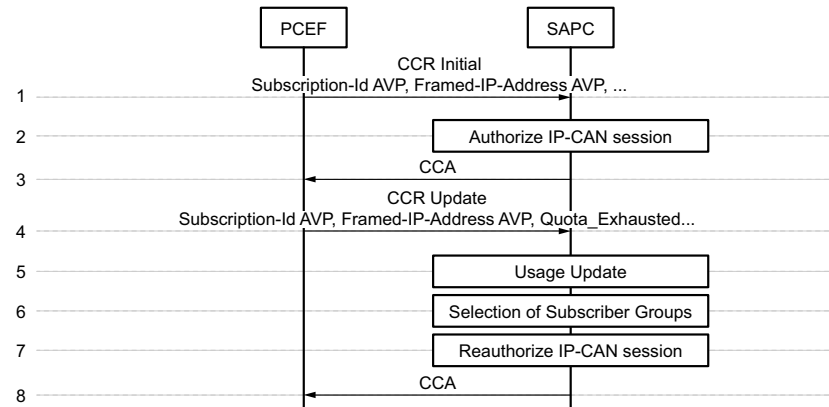 PCEF
SAPC
CCR Initial
Subscription-Id AVP, Framed-IP-Address AVP, ...
1
2
Authorize IP-CAN session
CCA
3
CCR Update
Subscription-Id AVP, Framed-IP-Address AVP, Quota_Exhausted...
4
5
Usage Update
6
Selection of Subscriber Groups
7
Reauthorize IP-CAN session
CCA
8